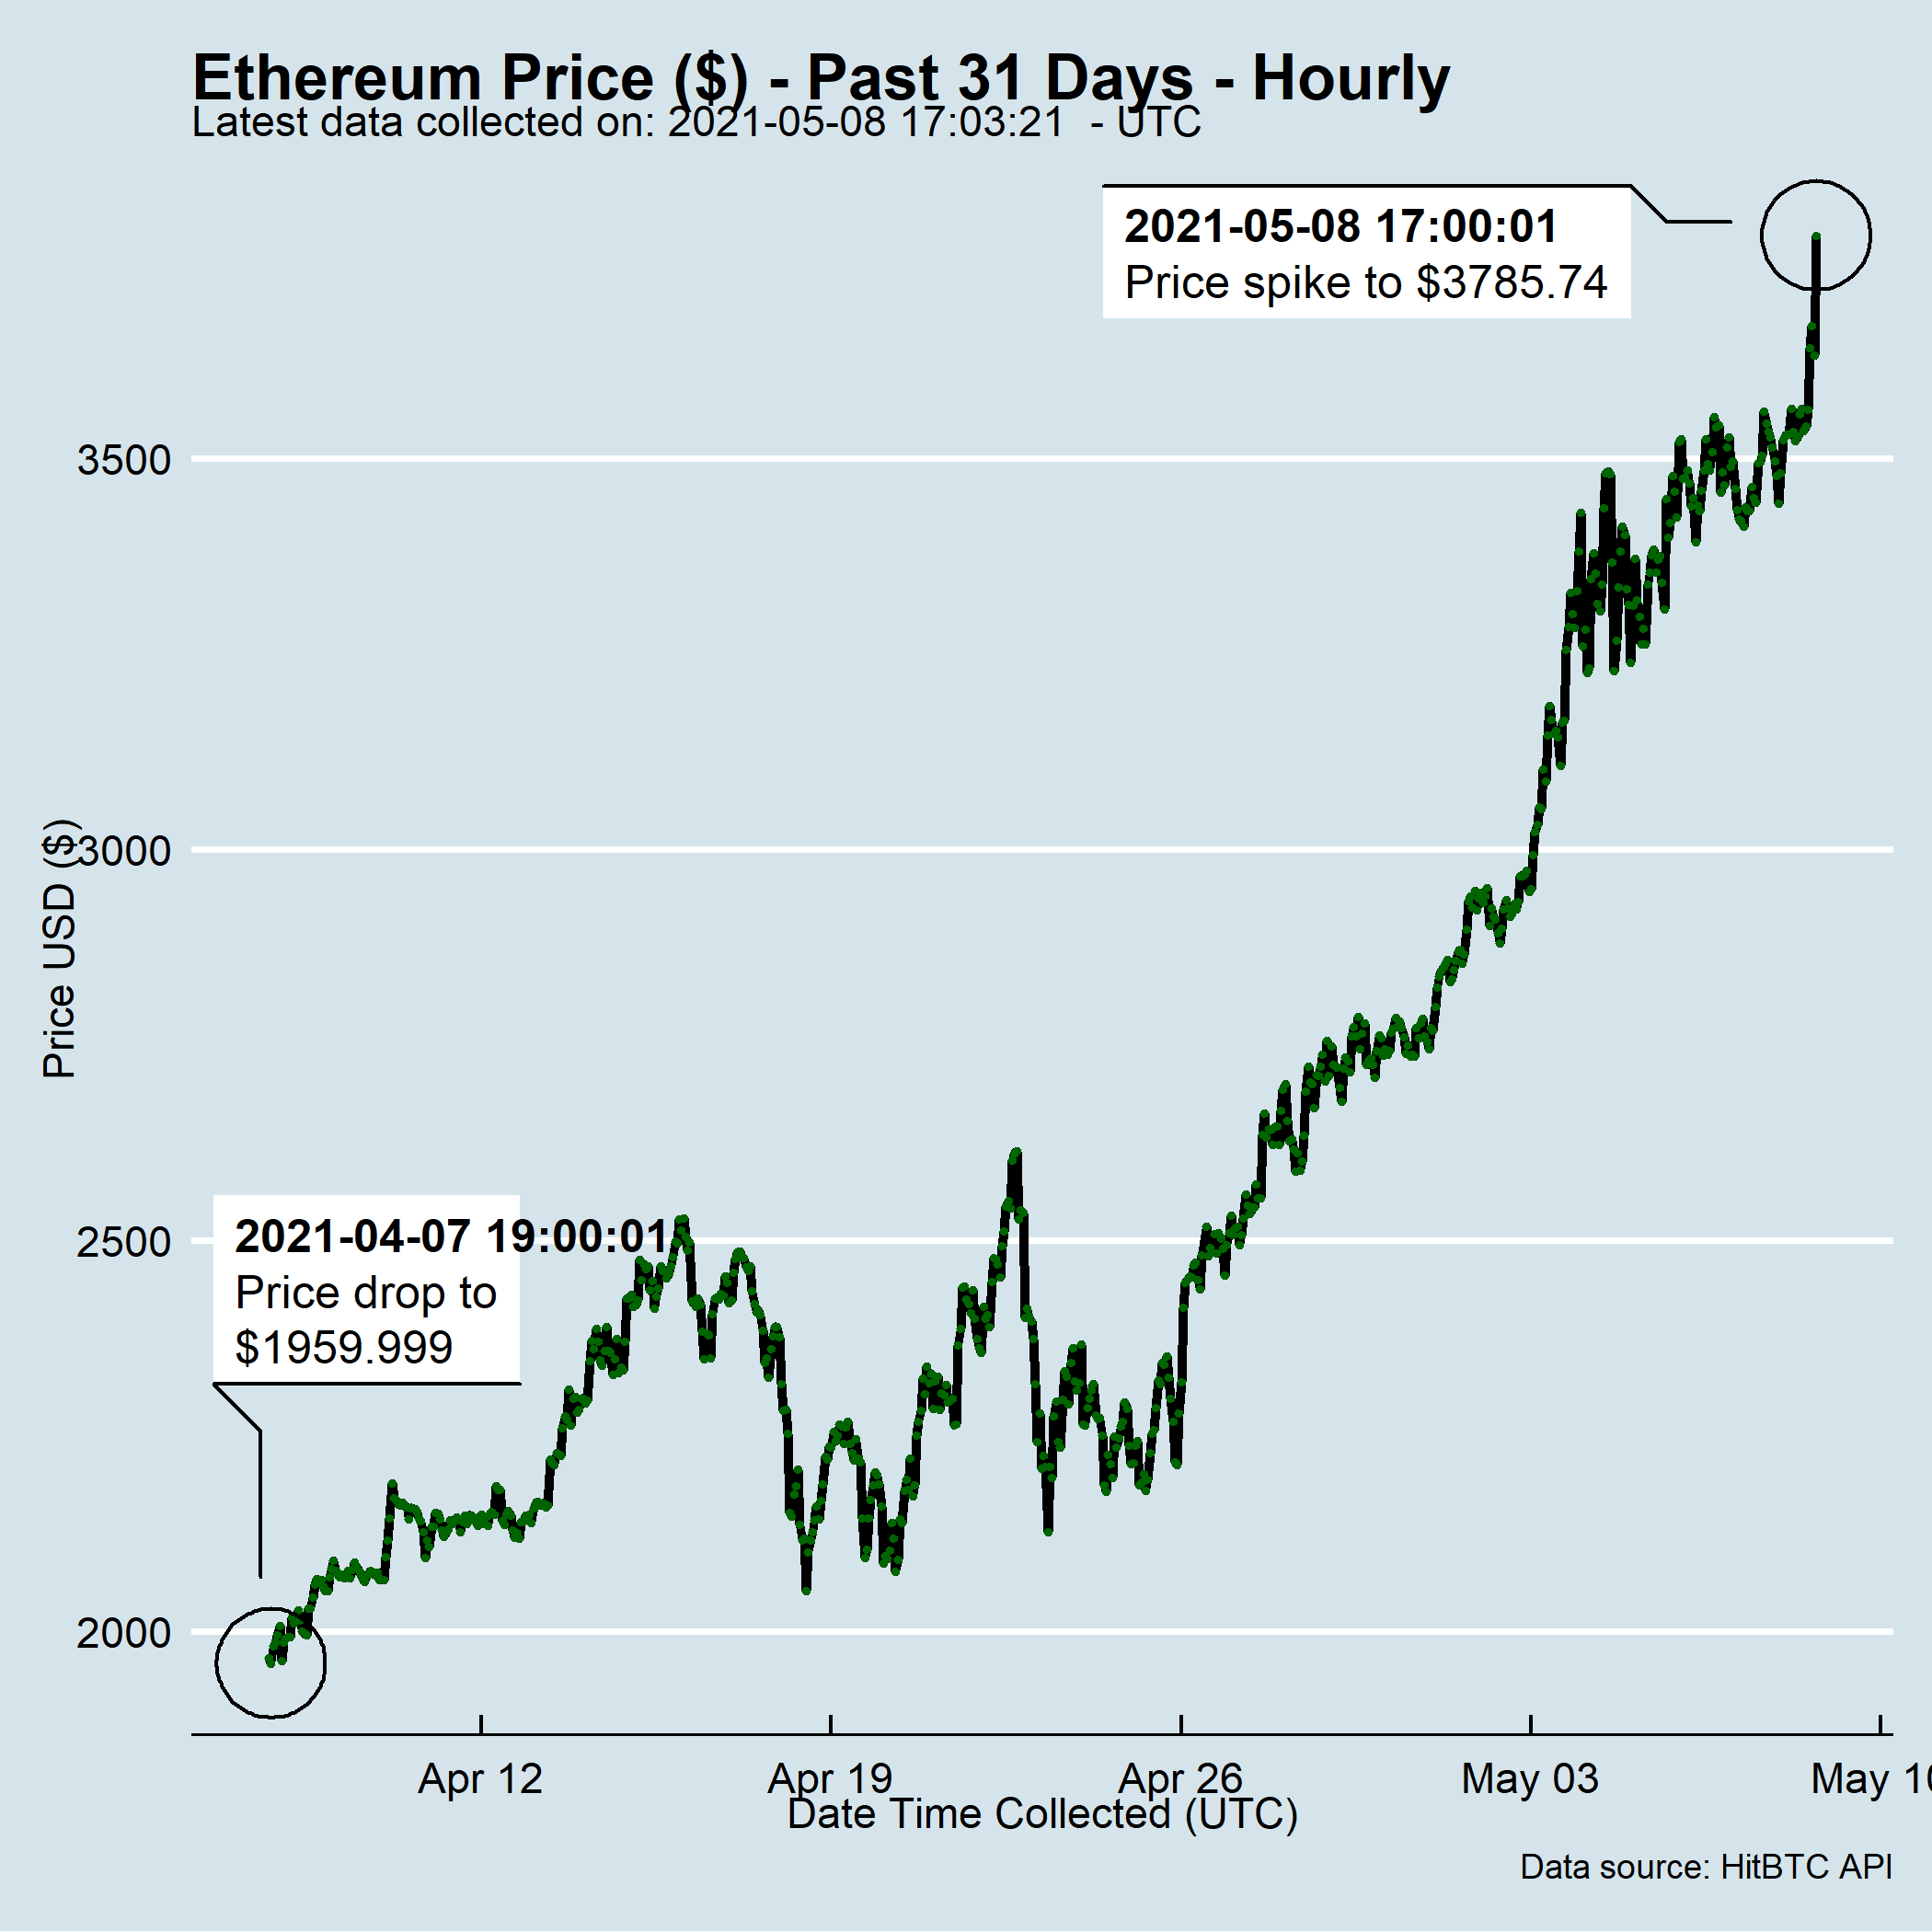 Ethereum Price ($) - Past 31 Days - Hourly
Latest data collected on: 2021-05-08 17:03:21  - UTC
2021-05-08 17:00:01
Price spike to $3785.74
3500
3000
2500
2000
Price USD ($)
2021-04-07 19:00:01
Price drop to
$1959.999
Apr 12
Apr 19
Apr 26
May 03
May 10
Date Time Collected (UTC)
Data source: HitBTC API